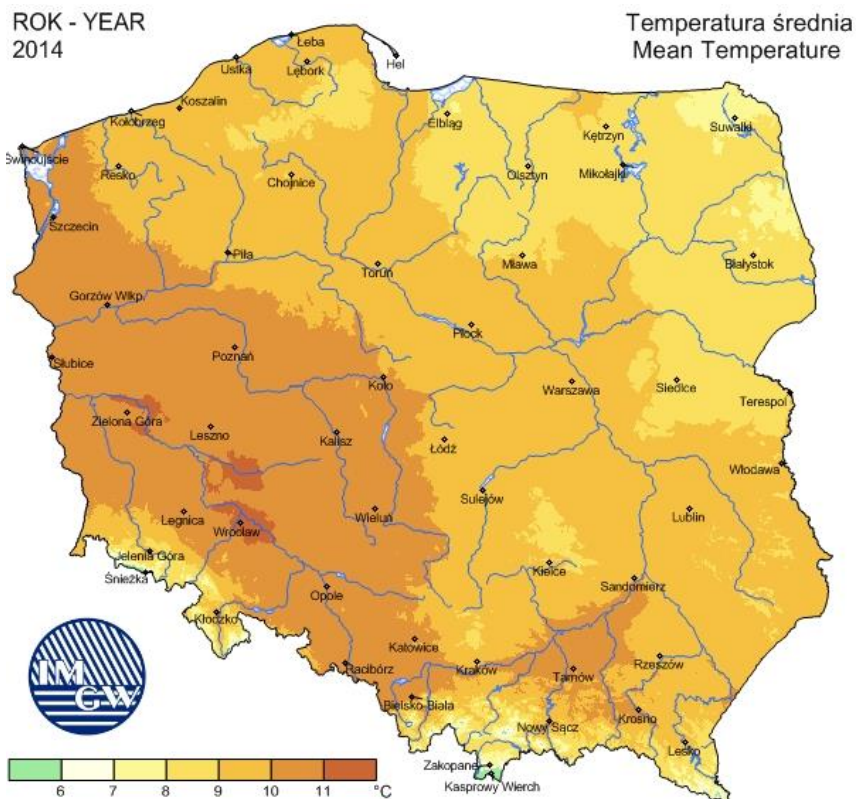 ROK - YEAR
2014
Temperatura średnia
Mean Temperature
Łeba
Hel
Ustka
Lębork
Koszalin
Kołobrzeg
Elbląg
Kętrzyn
Suwałki
Świnoujście
Resko
Chojnice
Olsztyn
Mikołajki
Szczecin
Piła
Toruń
Mława
Białystok
Gorzów Wlkp.
Płock
Słubice
Poznań
Koło
Warszawa
Siedlce
Terespol
Zielona Góra
Leszno
Kalisz
Łódź
Włodawa
Sulejów
Legnica
Wrocław
Wieluń
Lublin
Jelenia Góra
Śnieżka
Kielce
Opole
Sandomierz
Kłodzko
Katowice
Racibórz
Kraków
Tarnów
Rzeszów
Bielsko-Biała
Nowy Sącz
Krosno
Lesko
IM
GW
Zakopane
Kasprowy Wierch
6 7 8 9 10 11 °C